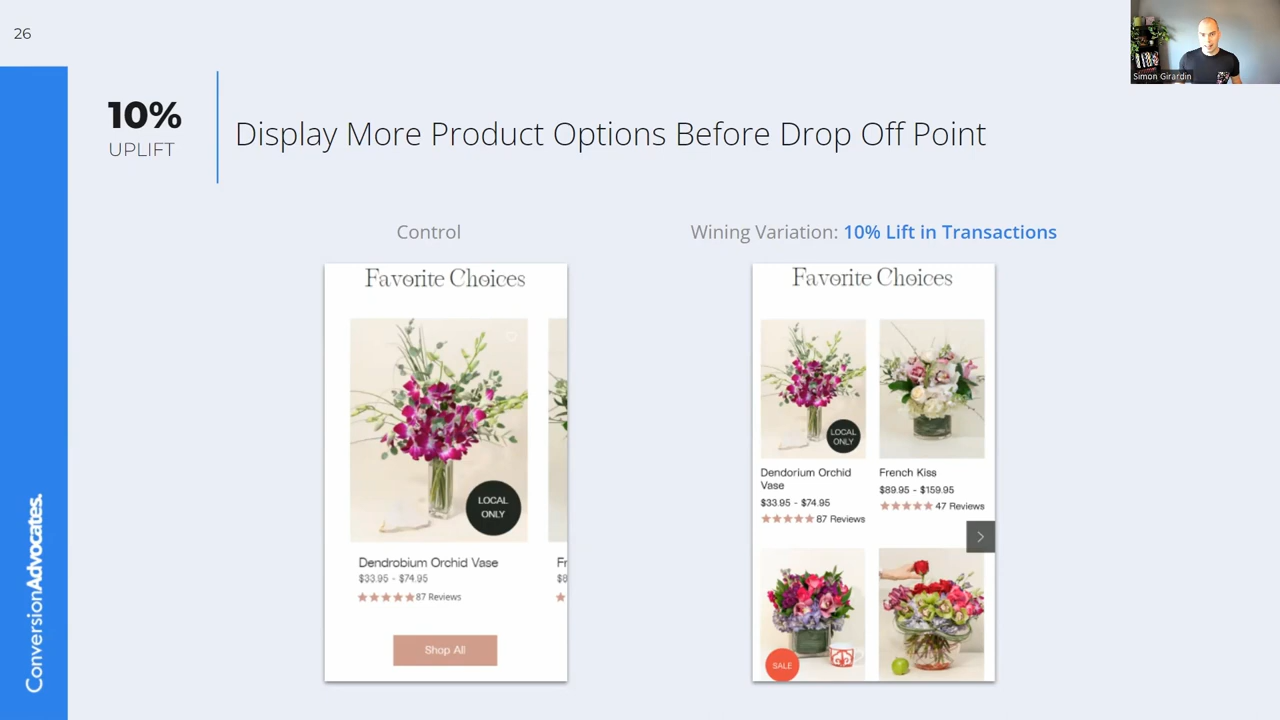 26
Simon Girardin
10%
UPLIFT
Display More Product Options Before Drop Off Point
Control
Wining Variation: 10% Lift in Transactions
Favorite Choices
LOCAL
ONLY
Dendrobium Orchid Vase
$33.95 - $74.95
87 Reviews
Fr
$8
Shop All
Favorite Choices
LOCAL
ONLY
Dendorium Orchid
Vase
$33.95 - $74.95
87 Reviews
French Kiss
$89.95 - $159.95
47 Reviews
SALE
ConversionAdvocates.